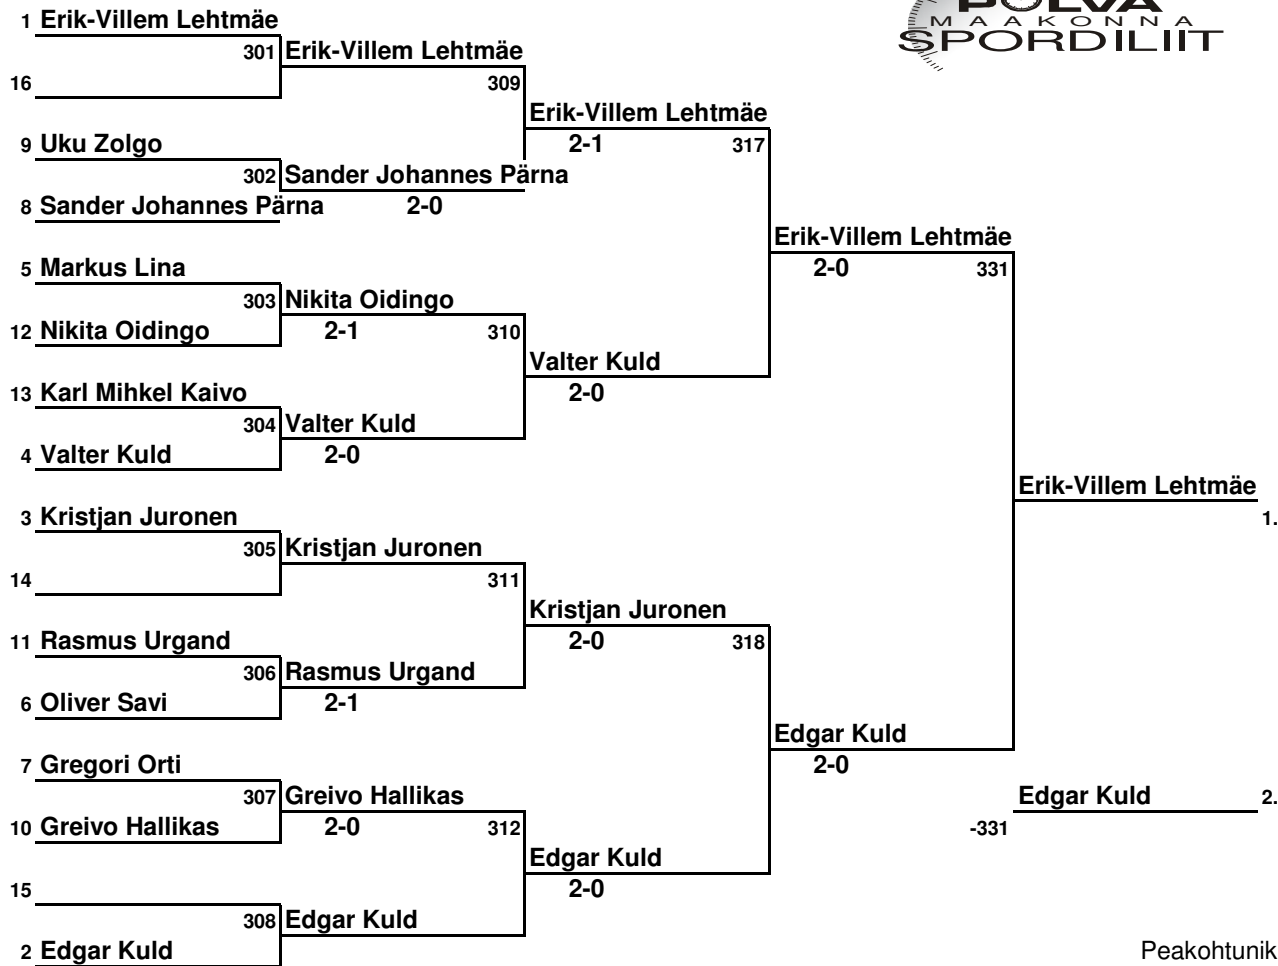 PÕLVA
MAAKONNA
SPORDILIIT
1 Erik-Villem Lehtmäe
301 Erik-Villem Lehtmäe
16 309
Erik-Villem Lehtmäe
9 Uku Zolgo 2-1 317
302 Sander Johannes Pärna
8 Sander Johannes Pärna 2-0
Erik-Villem Lehtmäe
5 Markus Lina 2-0 331
303 Nikita Oidingo
12 Nikita Oidingo 2-1 310
Valter Kuld
13 Karl Mihkel Kaivo 2-0
304 Valter Kuld
4 Valter Kuld 2-0
Erik-Villem Lehtmäe
3 Kristjan Juronen 1.
305 Kristjan Juronen
14 311
Kristjan Juronen
11 Rasmus Urgand 2-0 318
306 Rasmus Urgand
6 Oliver Savi 2-1
Edgar Kuld
7 Gregori Orti 2-0
307 Greivo Hallikas Edgar Kuld 2.
10 Greivo Hallikas 2-0 312 -331
Edgar Kuld
15 2-0
308 Edgar Kuld
2 Edgar Kuld Peakohtunik